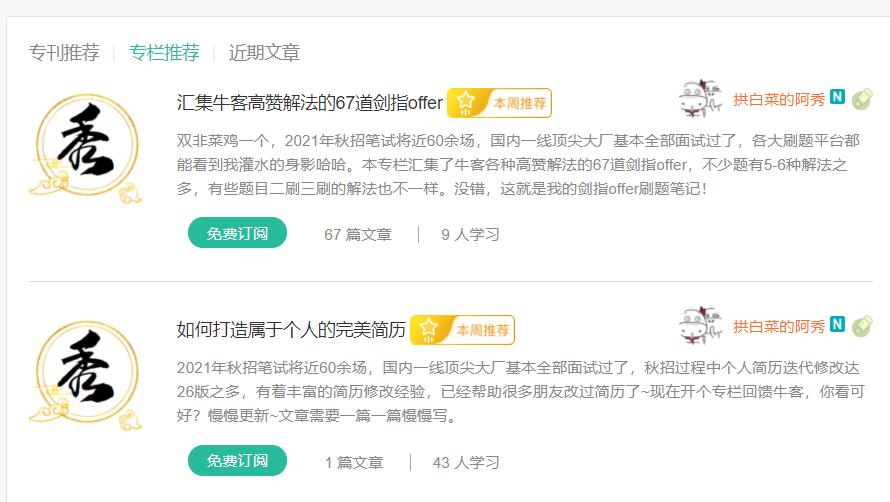 专刊推荐 | 专栏推荐 | 近期文章
汇集牛客高赞解法的67道剑指offer 本周推荐 拱白菜的阿秀 N
秀
双非菜鸡一个，2021年秋招笔试将近60余场，国内一线顶尖大厂基本全部面试过了，各大刷题平台都
能看到我灌水的身影哈哈。本专栏汇集了牛客各种高赞解法的67道剑指offer，不少题有5-6种解法之
多，有些题目二刷三刷的解法也不一样。没错，这就是我的剑指offer刷题笔记！
免费订阅 67 篇文章 | 9 人学习
如何打造属于个人的完美简历 本周推荐 拱白菜的阿秀 N
秀
2021年秋招笔试将近60余场，国内一线顶尖大厂基本全部面试过了，秋招过程中个人简历迭代修改达
26版之多，有着丰富的简历修改经验，已经帮助很多朋友改过简历了~现在开个专栏回馈牛客，你看可
好？慢慢更新~文章需要一篇一篇慢慢写。
免费订阅 1 篇文章 | 43 人学习